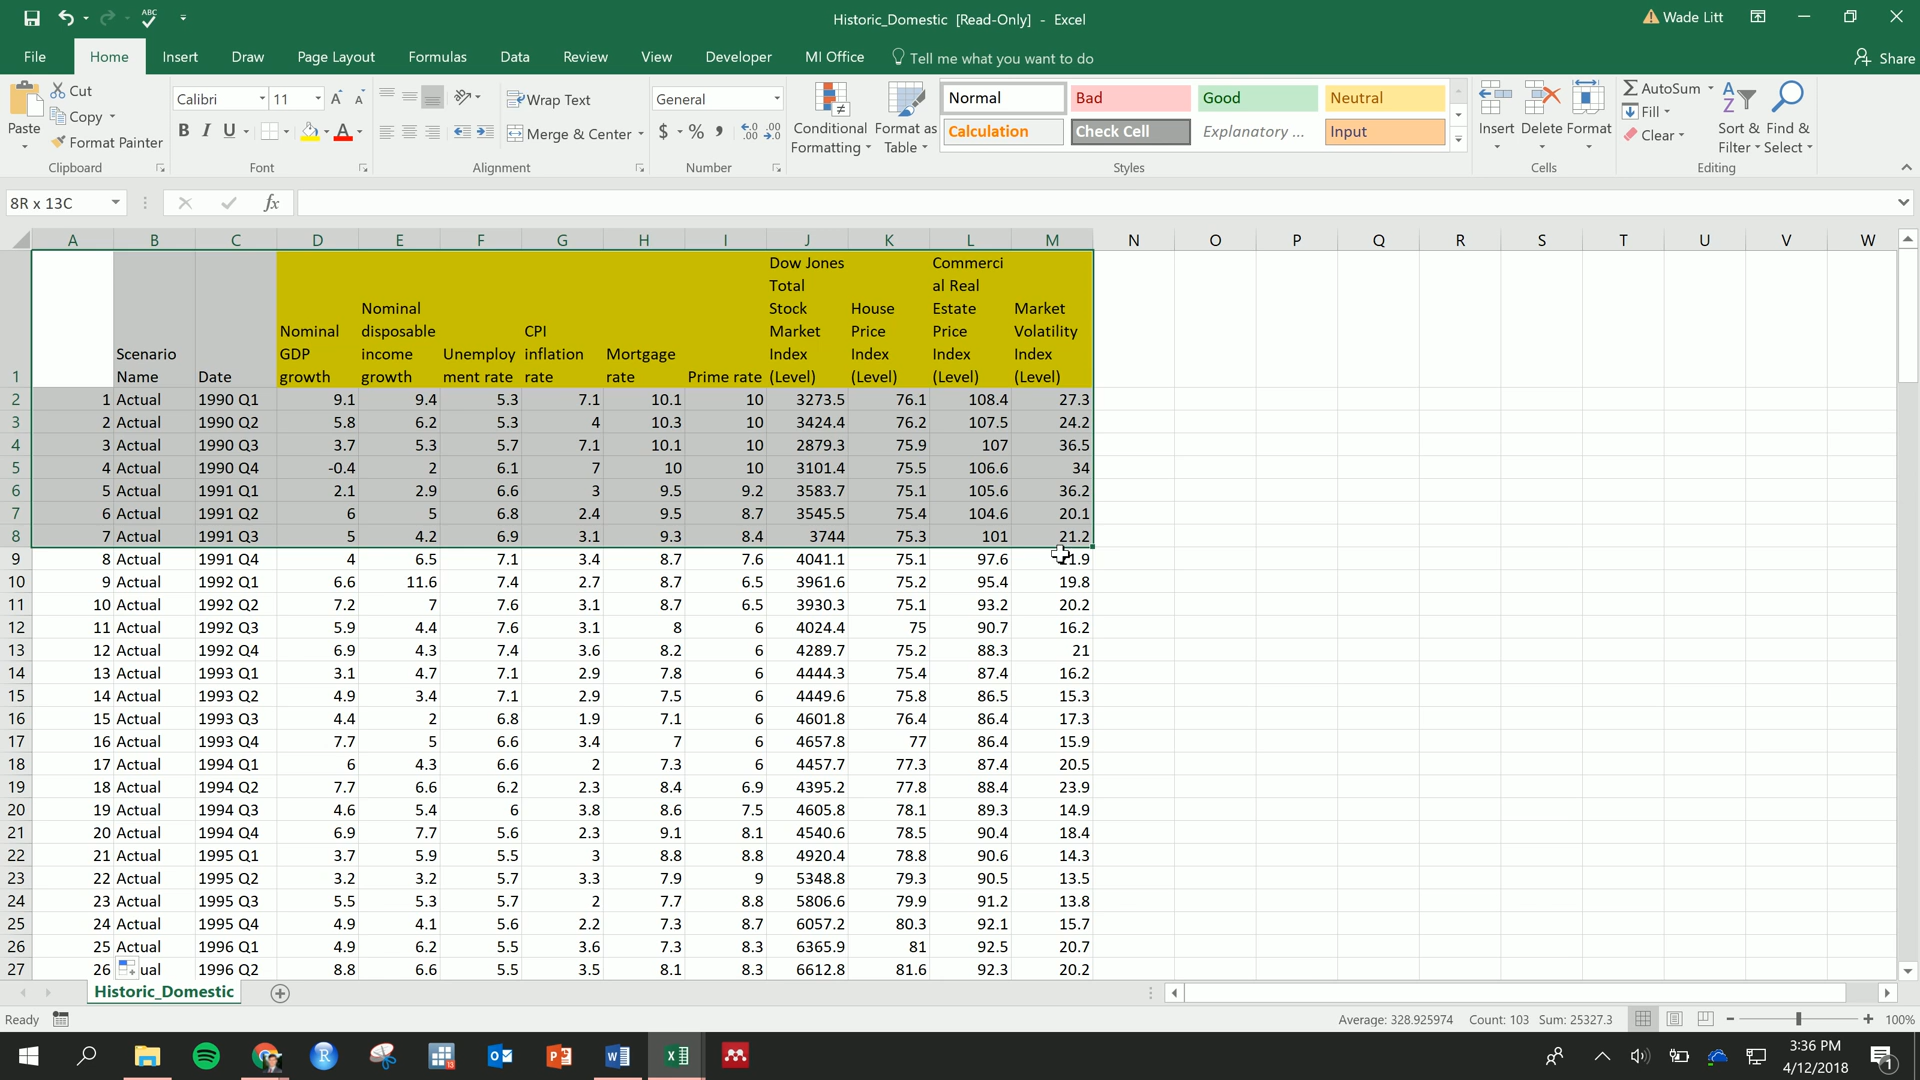 ABC
Historic_Domestic [Read-Only] - Excel
Wade Litt
File Home Insert Draw Page Layout Formulas Data Review View Developer MI Office Tell me what you want to do Share
Paste
Cut
Copy
Format Painter
Clipboard
Calibri 11 A A
B I U A
Font
Wrap Text
Merge & Center
Alignment
General
$ % ,
Number
Conditional Formatting
Format as Table
Normal Bad Good Neutral
Calculation Check Cell Explanatory ... Input
Styles
Insert Delete Format
Cells
AutoSum
Fill
Clear
Sort & Filter
Find & Select
Editing
8R x 13C fx
A B C D E F G H I J K L M N O P Q R S T U V W
1 Scenario Name Date Nominal GDP growth Nominal disposable income growth Unemployment rate CPI inflation rate Mortgage rate Prime rate Dow Jones Total Stock Market Index (Level) House Price Index (Level) Commercial Real Estate Price Index (Level) Market Volatility Index (Level)
2 1 Actual 1990 Q1 9.1 9.4 5.3 7.1 10.1 10 3273.5 76.1 108.4 27.3
3 2 Actual 1990 Q2 5.8 6.2 5.3 4 10.3 10 3424.4 76.2 107.5 24.2
4 3 Actual 1990 Q3 3.7 5.3 5.7 7.1 10.1 10 2879.3 75.9 107 36.5
5 4 Actual 1990 Q4 -0.4 2 6.1 7 10 10 3101.4 75.5 106.6 34
6 5 Actual 1991 Q1 2.1 2.9 6.6 3 9.5 9.2 3583.7 75.1 105.6 36.2
7 6 Actual 1991 Q2 6 5 6.8 2.4 9.5 8.7 3545.5 75.4 104.6 20.1
8 7 Actual 1991 Q3 5 4.2 6.9 3.1 9.3 8.4 3744 75.3 101 21.2
9 8 Actual 1991 Q4 4 6.5 7.1 3.4 8.7 7.6 4041.1 75.1 97.6
10 9 Actual 1992 Q1 6.6 11.6 7.4 2.7 8.7 6.5 3961.6 75.2 95.4 19.8
11 10 Actual 1992 Q2 7.2 7 7.6 3.1 8.7 6.5 3930.3 75.1 93.2 20.2
12 11 Actual 1992 Q3 5.9 4.4 7.6 3.1 8 6 4024.4 75 90.7 16.2
13 12 Actual 1992 Q4 6.9 4.3 7.4 3.6 8.2 6 4289.7 75.2 88.3 21
14 13 Actual 1993 Q1 3.1 4.7 7.1 2.9 7.8 6 4444.3 75.4 87.4 16.2
15 14 Actual 1993 Q2 4.9 3.4 7.1 2.9 7.5 6 4449.6 75.8 86.5 15.3
16 15 Actual 1993 Q3 4.4 2 6.8 1.9 7.1 6 4601.8 76.4 86.4 17.3
17 16 Actual 1993 Q4 7.7 5 6.6 3.4 7 6 4657.8 77 86.4 15.9
18 17 Actual 1994 Q1 6 4.3 6.6 2 7.3 6 4457.7 77.3 87.4 20.5
19 18 Actual 1994 Q2 7.7 6.6 6.2 2.3 8.4 6.9 4395.2 77.8 88.4 23.9
20 19 Actual 1994 Q3 4.6 5.4 6 3.8 8.6 7.5 4605.8 78.1 89.3 14.9
21 20 Actual 1994 Q4 6.9 7.7 5.6 2.3 9.1 8.1 4540.6 78.5 90.4 18.4
22 21 Actual 1995 Q1 3.7 5.9 5.5 3 8.8 8.8 4920.4 78.8 90.6 14.3
23 22 Actual 1995 Q2 3.2 3.2 5.7 3.3 7.9 9 5348.8 79.3 90.5 13.5
24 23 Actual 1995 Q3 5.5 5.3 5.7 2 7.7 8.8 5806.6 79.9 91.2 13.8
25 24 Actual 1995 Q4 4.9 4.1 5.6 2.2 7.3 8.7 6057.2 80.3 92.1 15.7
26 25 Actual 1996 Q1 4.9 6.2 5.5 3.6 7.3 8.3 6365.9 81 92.5 20.7
27 26 ual 1996 Q2 8.8 6.6 5.5 3.5 8.1 8.3 6612.8 81.6 92.3 20.2
Historic_Domestic
Ready Average: 328.925974 Count: 103 Sum: 25327.3 100%
3:36 PM
4/12/2018
1